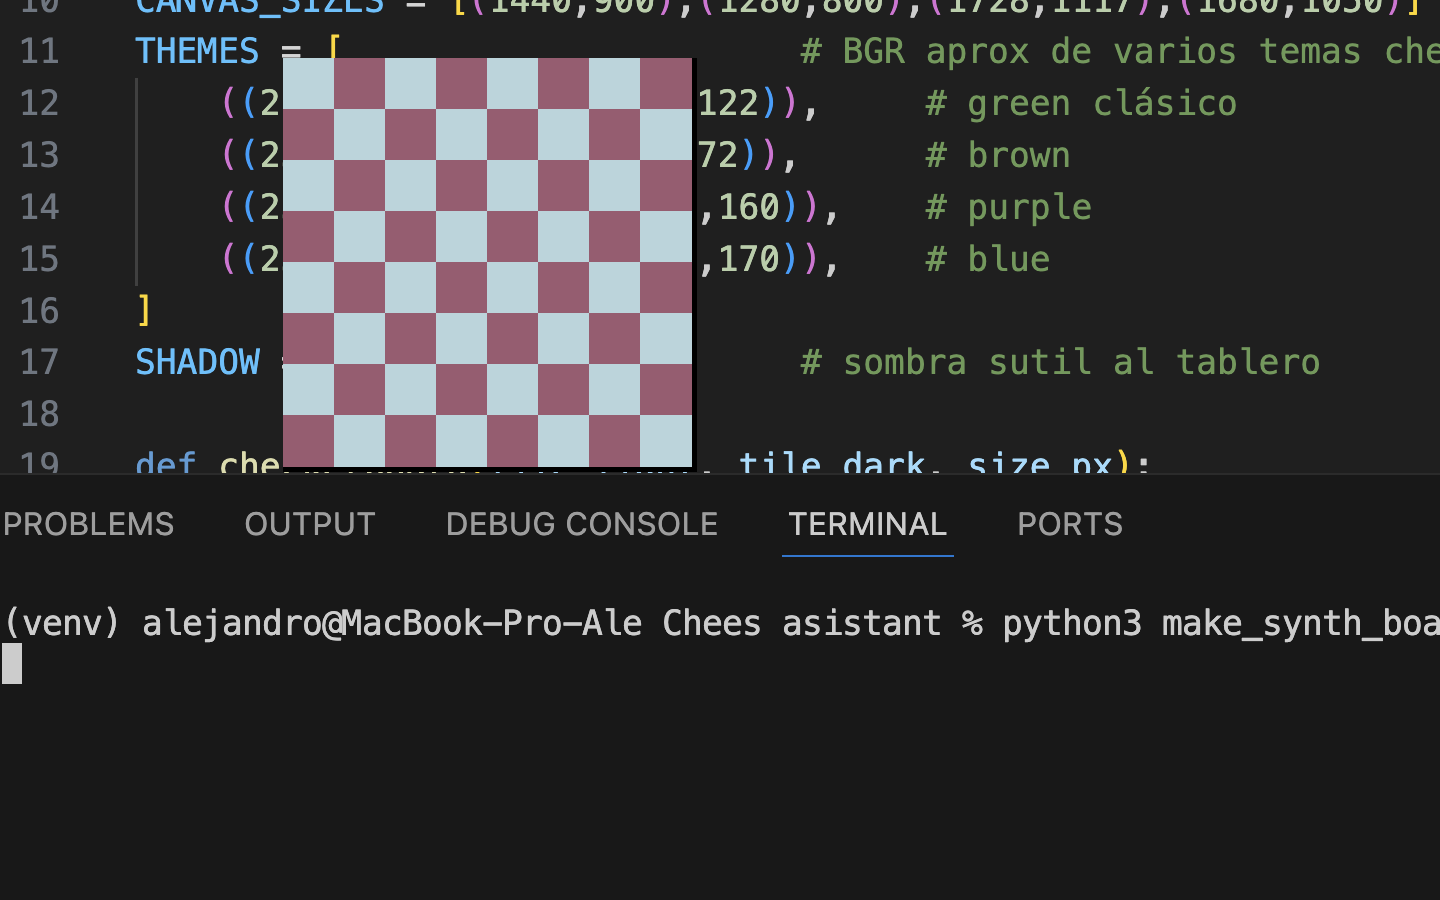 10 CANVAS_SIZES = [(1440,900),(1280,800),(1728,1117),(1680,1050)]
11 THEMES = [ # BGR aprox de varios temas che
12 ((2 122)), # green clásico
13 ((2 72)), # brown
14 ((2 ,160)), # purple
15 ((2 ,170)), # blue
16 ]
17 SHADOW # sombra sutil al tablero
18
19 def che , tile_dark, size_px):
PROBLEMS OUTPUT DEBUG CONSOLE TERMINAL PORTS
(venv) alejandro@MacBook-Pro-Ale Chees asistant % python3 make_synth_boa